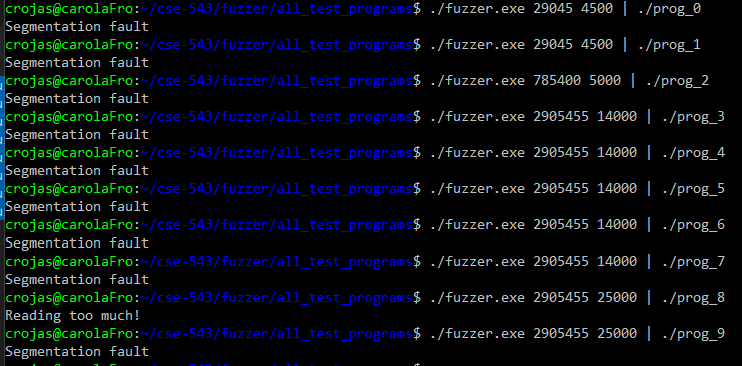 crojas@carolaFro:~/cse-543/fuzzer/all_test_programs$ ./fuzzer.exe 29045 4500 | ./prog_0
Segmentation fault
crojas@carolaFro:~/cse-543/fuzzer/all_test_programs$ ./fuzzer.exe 29045 4500 | ./prog_1
Segmentation fault
crojas@carolaFro:~/cse-543/fuzzer/all_test_programs$ ./fuzzer.exe 785400 5000 | ./prog_2
Segmentation fault
crojas@carolaFro:~/cse-543/fuzzer/all_test_programs$ ./fuzzer.exe 2905455 14000 | ./prog_3
Segmentation fault
crojas@carolaFro:~/cse-543/fuzzer/all_test_programs$ ./fuzzer.exe 2905455 14000 | ./prog_4
Segmentation fault
crojas@carolaFro:~/cse-543/fuzzer/all_test_programs$ ./fuzzer.exe 2905455 14000 | ./prog_5
Segmentation fault
crojas@carolaFro:~/cse-543/fuzzer/all_test_programs$ ./fuzzer.exe 2905455 14000 | ./prog_6
Segmentation fault
crojas@carolaFro:~/cse-543/fuzzer/all_test_programs$ ./fuzzer.exe 2905455 14000 | ./prog_7
Segmentation fault
crojas@carolaFro:~/cse-543/fuzzer/all_test_programs$ ./fuzzer.exe 2905455 25000 | ./prog_8
Reading too much!
crojas@carolaFro:~/cse-543/fuzzer/all_test_programs$ ./fuzzer.exe 2905455 25000 | ./prog_9
Segmentation fault